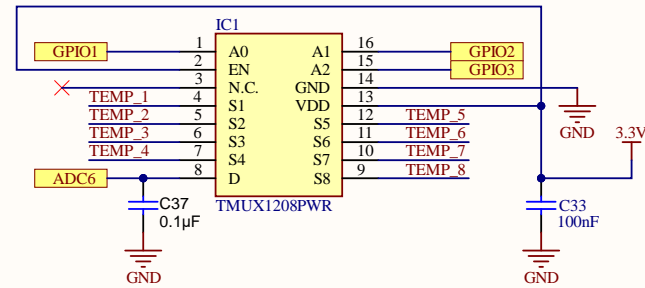 IC1
GPIO1 1 A0 A1 16 GPIO2
2 EN A2 15 GPIO3
3 N.C. GND 14
TEMP_1 4 S1 VDD 13
TEMP_2 5 S2 S5 12 TEMP_5
TEMP_3 6 S3 S6 11 TEMP_6
TEMP_4 7 S4 S7 10 TEMP_7
ADC6 8 D S8 9 TEMP_8
GND
3.3V
TMUX1208PWR
C37
0.1µF
C33
100nF
GND
GND